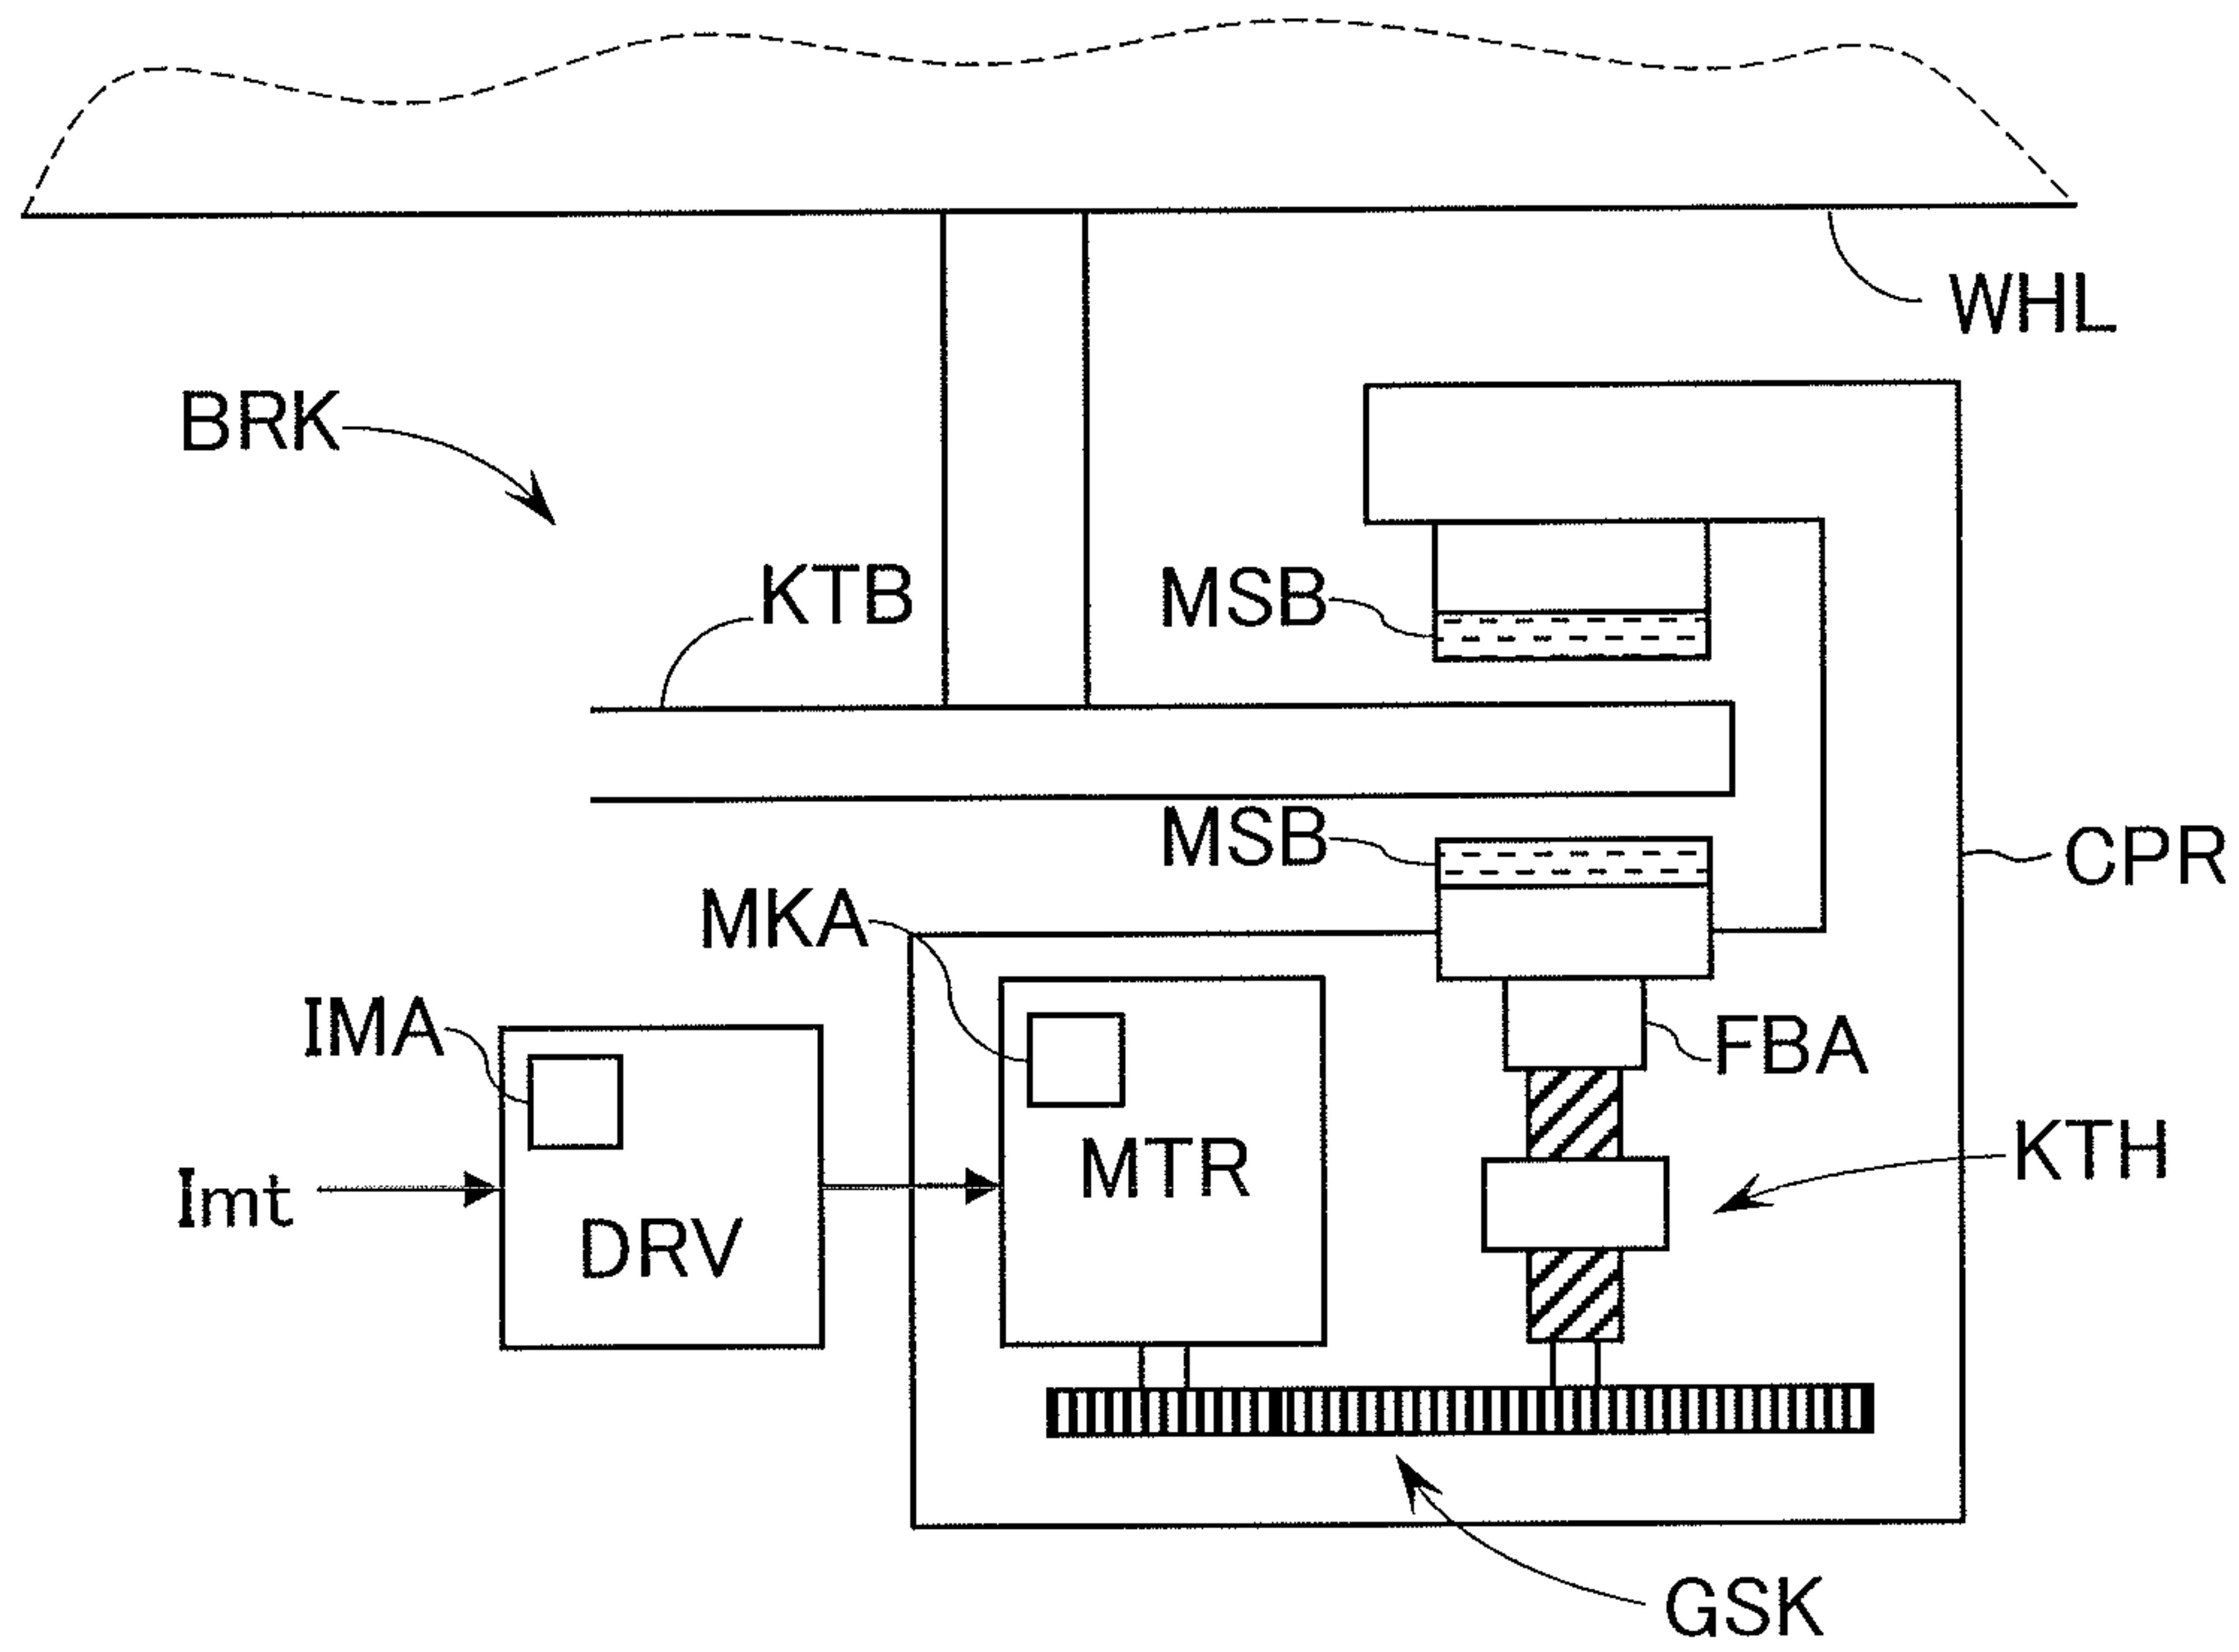 WHL
BRK
KTB
MSB
MSB
CPR
MKA
IMA
FBA
KTH
MTR
Imt
DRV
GSK